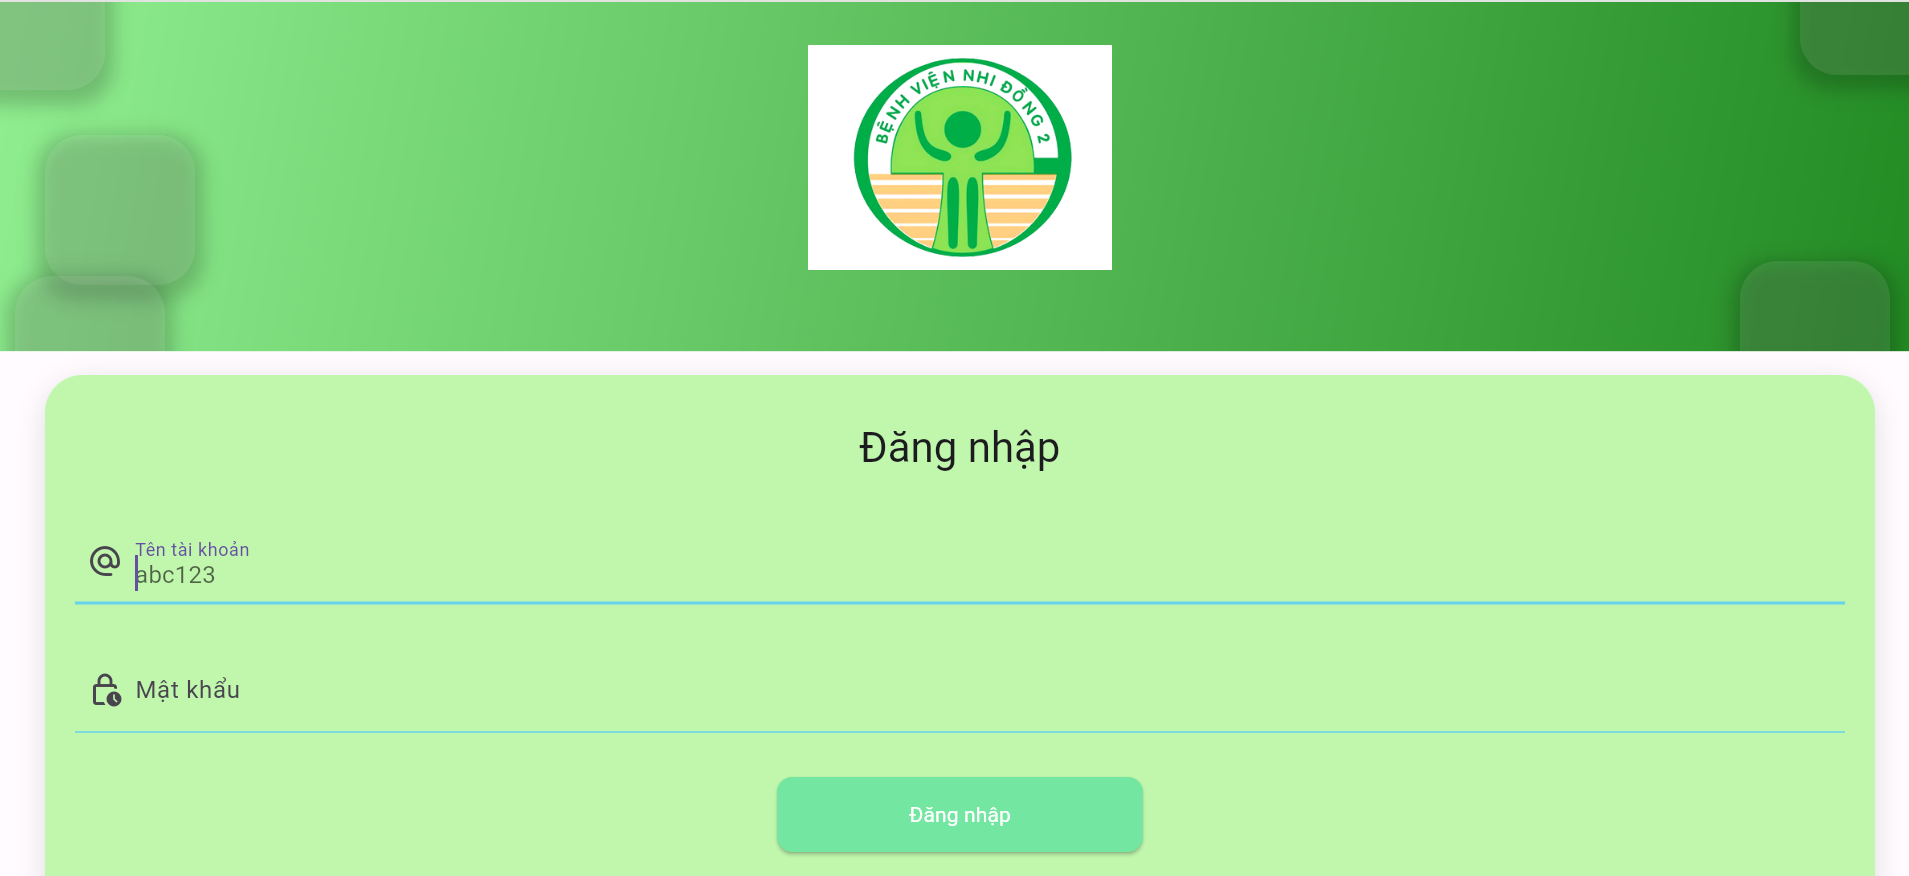 BỆNH VIỆN NHI ĐỒNG 2
Đăng nhập
Tên tài khoản
abc123
Mật khẩu
Đăng nhập